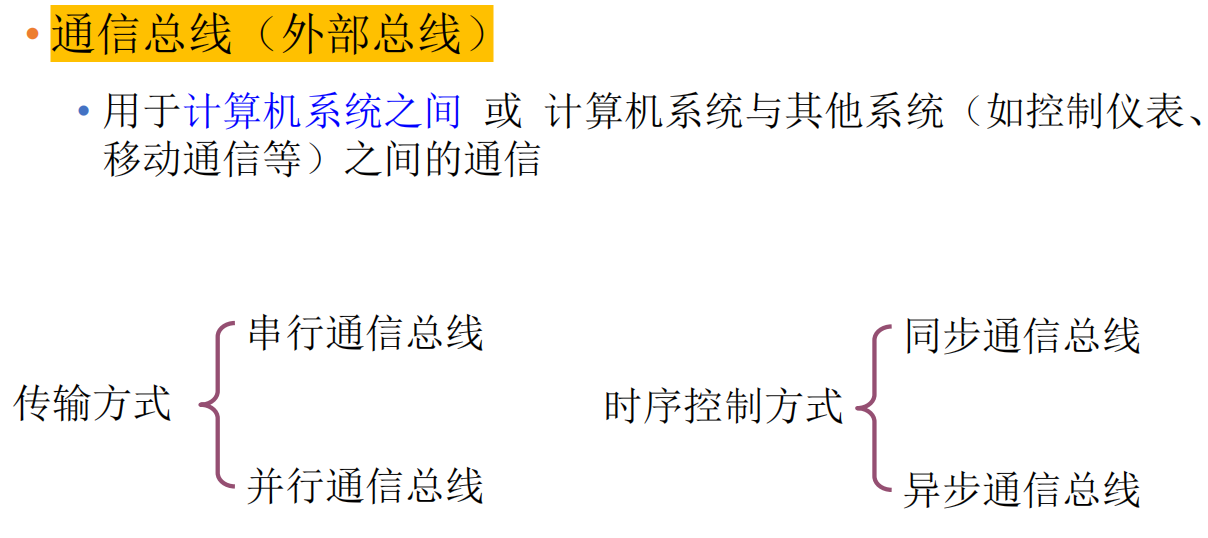 • 通信总线（外部总线）
• 用于计算机系统之间 或 计算机系统与其他系统（如控制仪表、
移动通信等）之间的通信
串行通信总线
传输方式
并行通信总线
同步通信总线
时序控制方式
异步通信总线